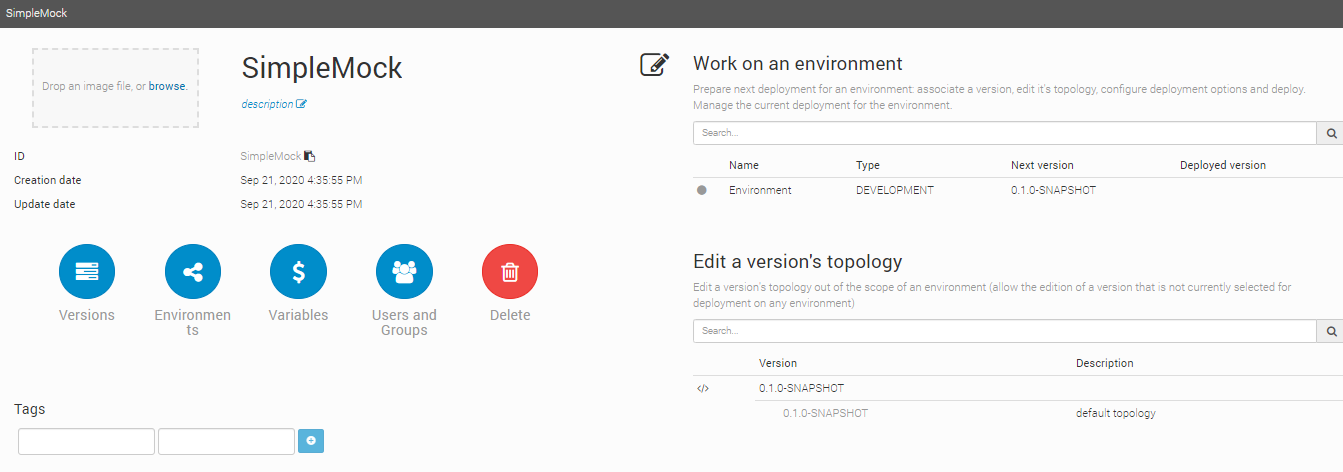 SimpleMock
Drop an image file, or browse.
SimpleMock
description
ID SimpleMock
Creation date Sep 21, 2020 4:35:55 PM
Update date Sep 21, 2020 4:35:55 PM
Versions
Environmen
ts
Variables
Users and
Groups
Delete
Tags
Work on an environment
Prepare next deployment for an environment: associate a version, edit it's topology, configure deployment options and deploy.
Manage the current deployment for the environment.
Search...
Name Type Next version Deployed version
Environment DEVELOPMENT 0.1.0-SNAPSHOT
Edit a version's topology
Edit a version's topology out of the scope of an environment (allow the edition of a version that is not currently selected for
deployment on any environment)
Search...
Version Description
0.1.0-SNAPSHOT
0.1.0-SNAPSHOT default topology